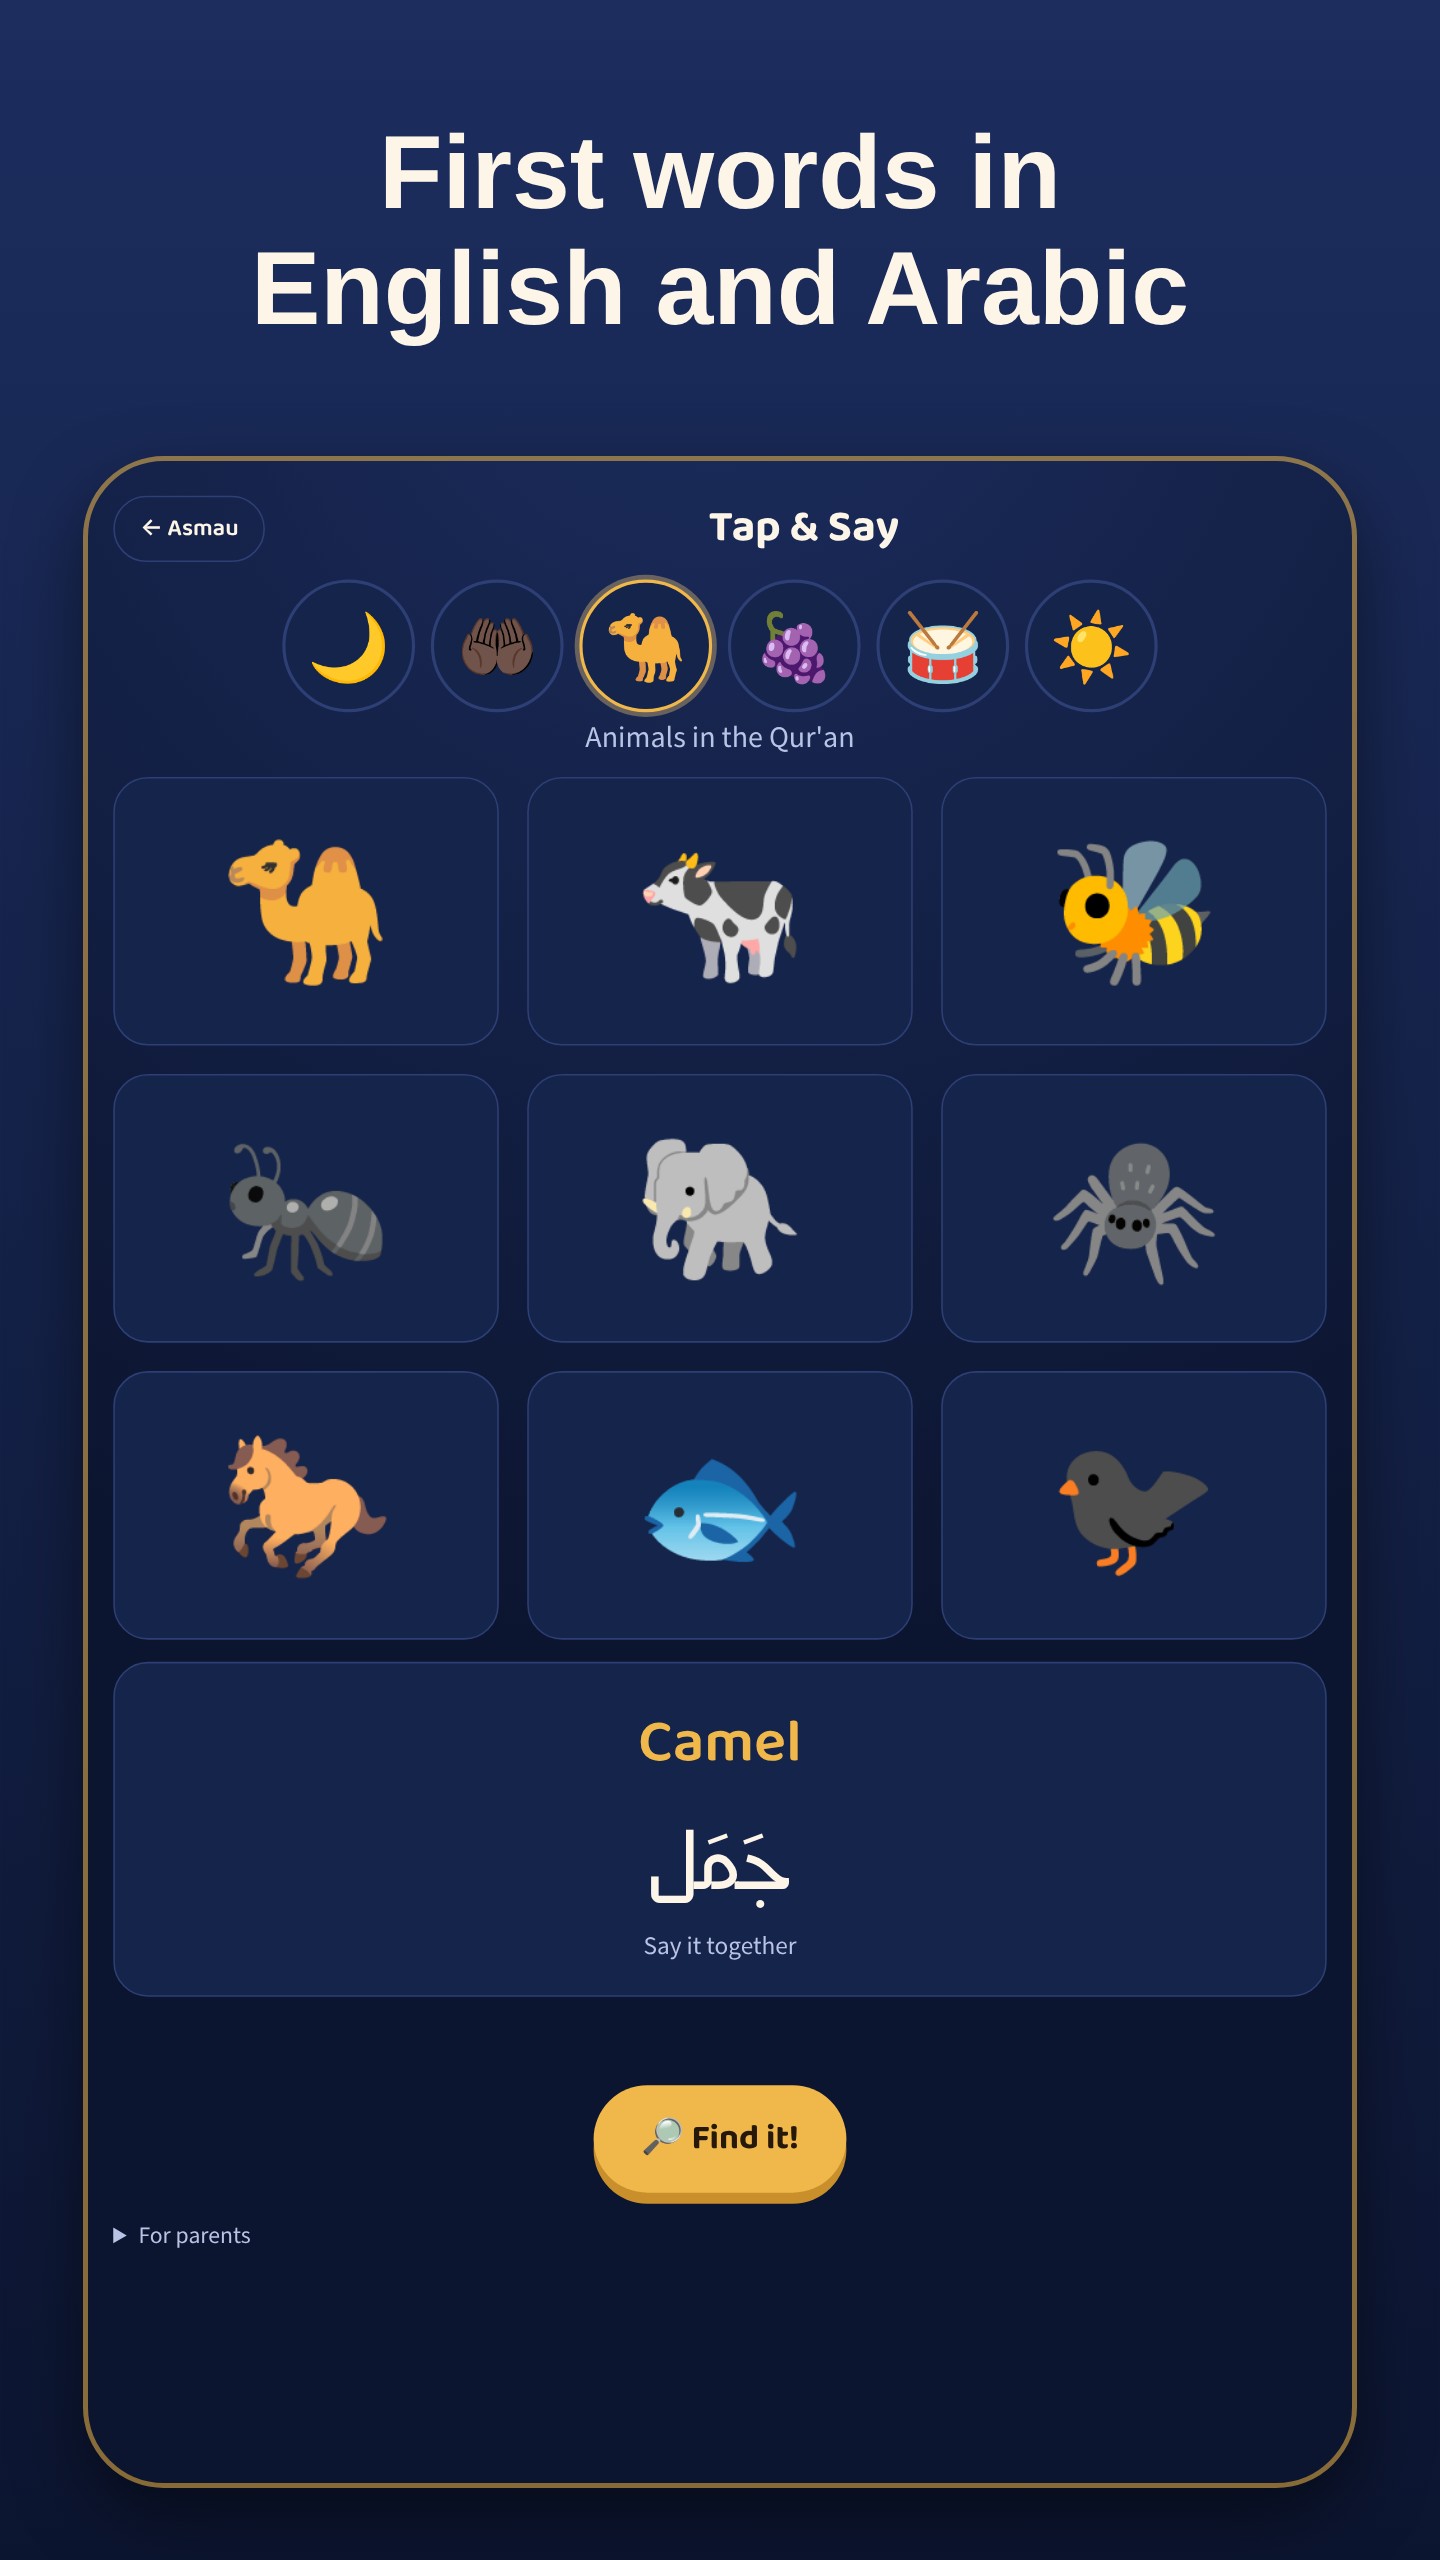 First words in
English and Arabic
← Asmau
Tap & Say
Animals in the Qur'an
Camel
جَمَل
Say it together
Find it!
▶ For parents